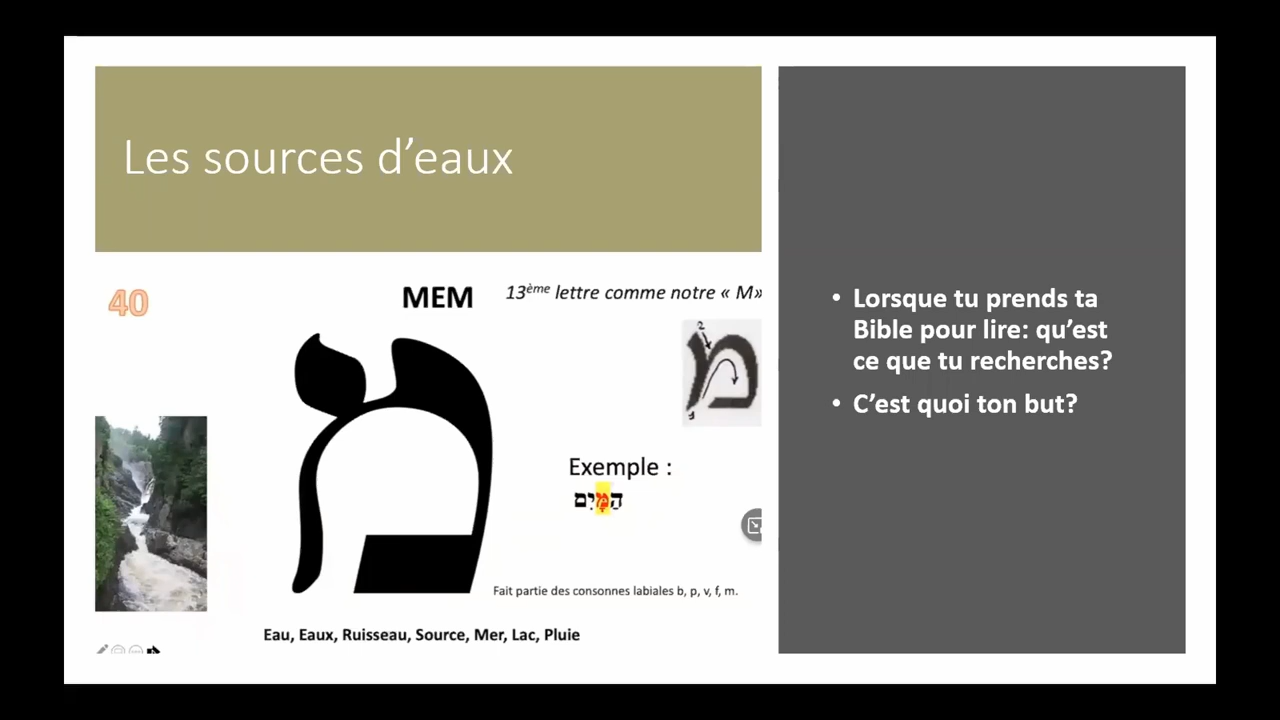 Les sources d’eaux
40
MEM
13ème lettre comme notre « M»
מ
Exemple :
הַמָּיִם
Fait partie des consonnes labiales b, p, v, f, m.
Eau, Eaux, Ruisseau, Source, Mer, Lac, Pluie
• Lorsque tu prends ta
Bible pour lire: qu’est
ce que tu recherches?
• C’est quoi ton but?